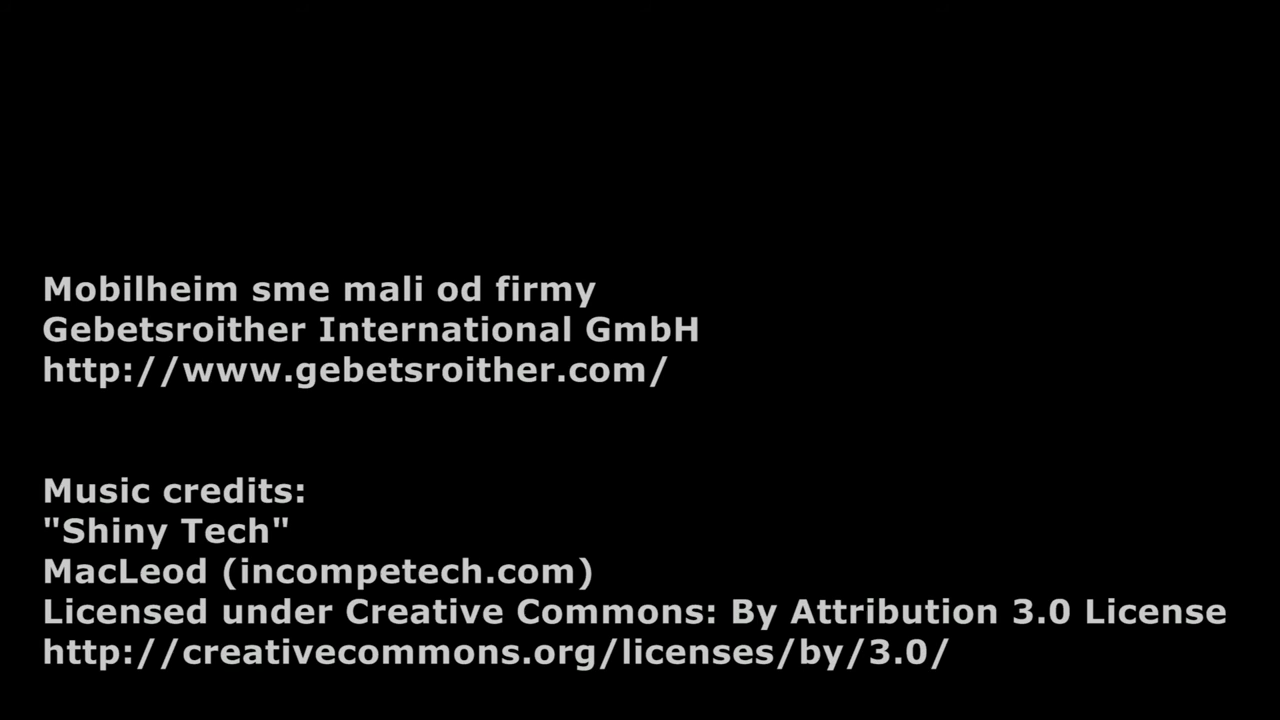 Mobilheim sme mali od firmy
Gebetsroither International GmbH
http://www.gebetsroither.com/
Music credits:
"Shiny Tech"
MacLeod (incompetech.com)
Licensed under Creative Commons: By Attribution 3.0 License
http://creativecommons.org/licenses/by/3.0/